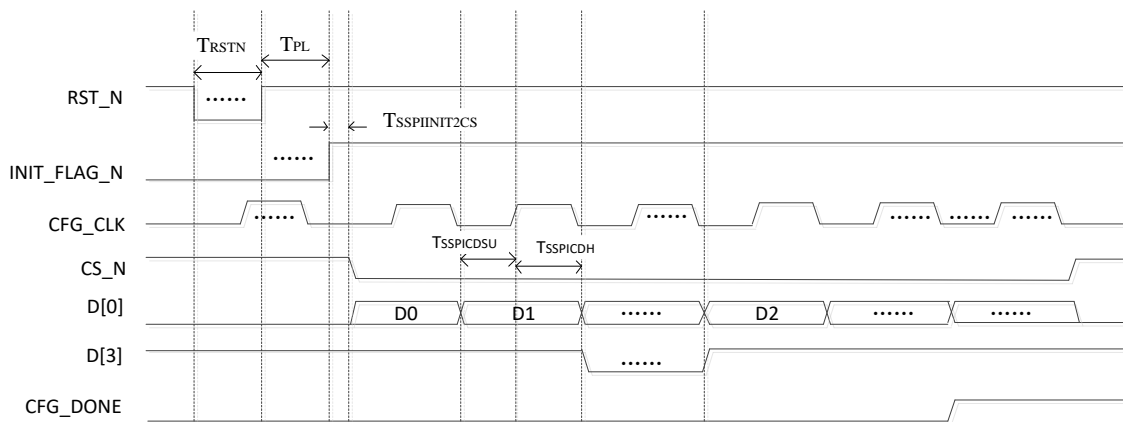 TRSTN TPL
RST_N ......
TSSPIINIT2CS
INIT_FLAG_N ......
CFG_CLK ...... ...... ...... ...... ......
TSSPICDSU TSSPICDH
CS_N
D[0] D0 D1 ...... D2 ...... ......
D[3] ......
CFG_DONE